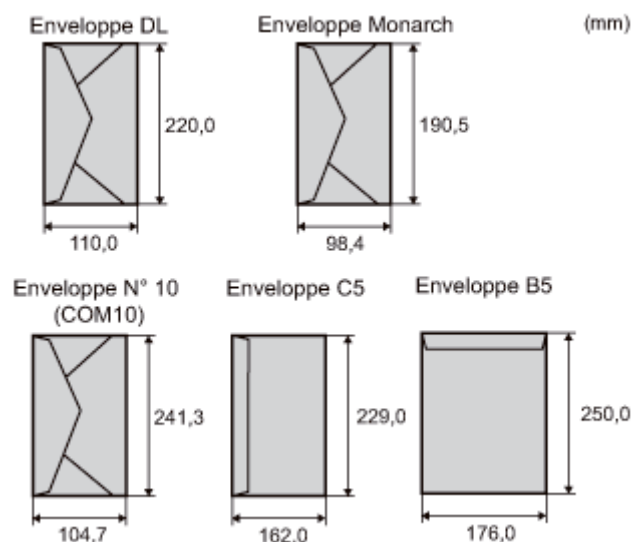 Enveloppe DL
Enveloppe Monarch
(mm)
220,0
190,5
110,0
98,4
Enveloppe N° 10
(COM10)
Enveloppe C5
Enveloppe B5
241,3
229,0
250,0
104,7
162,0
176,0